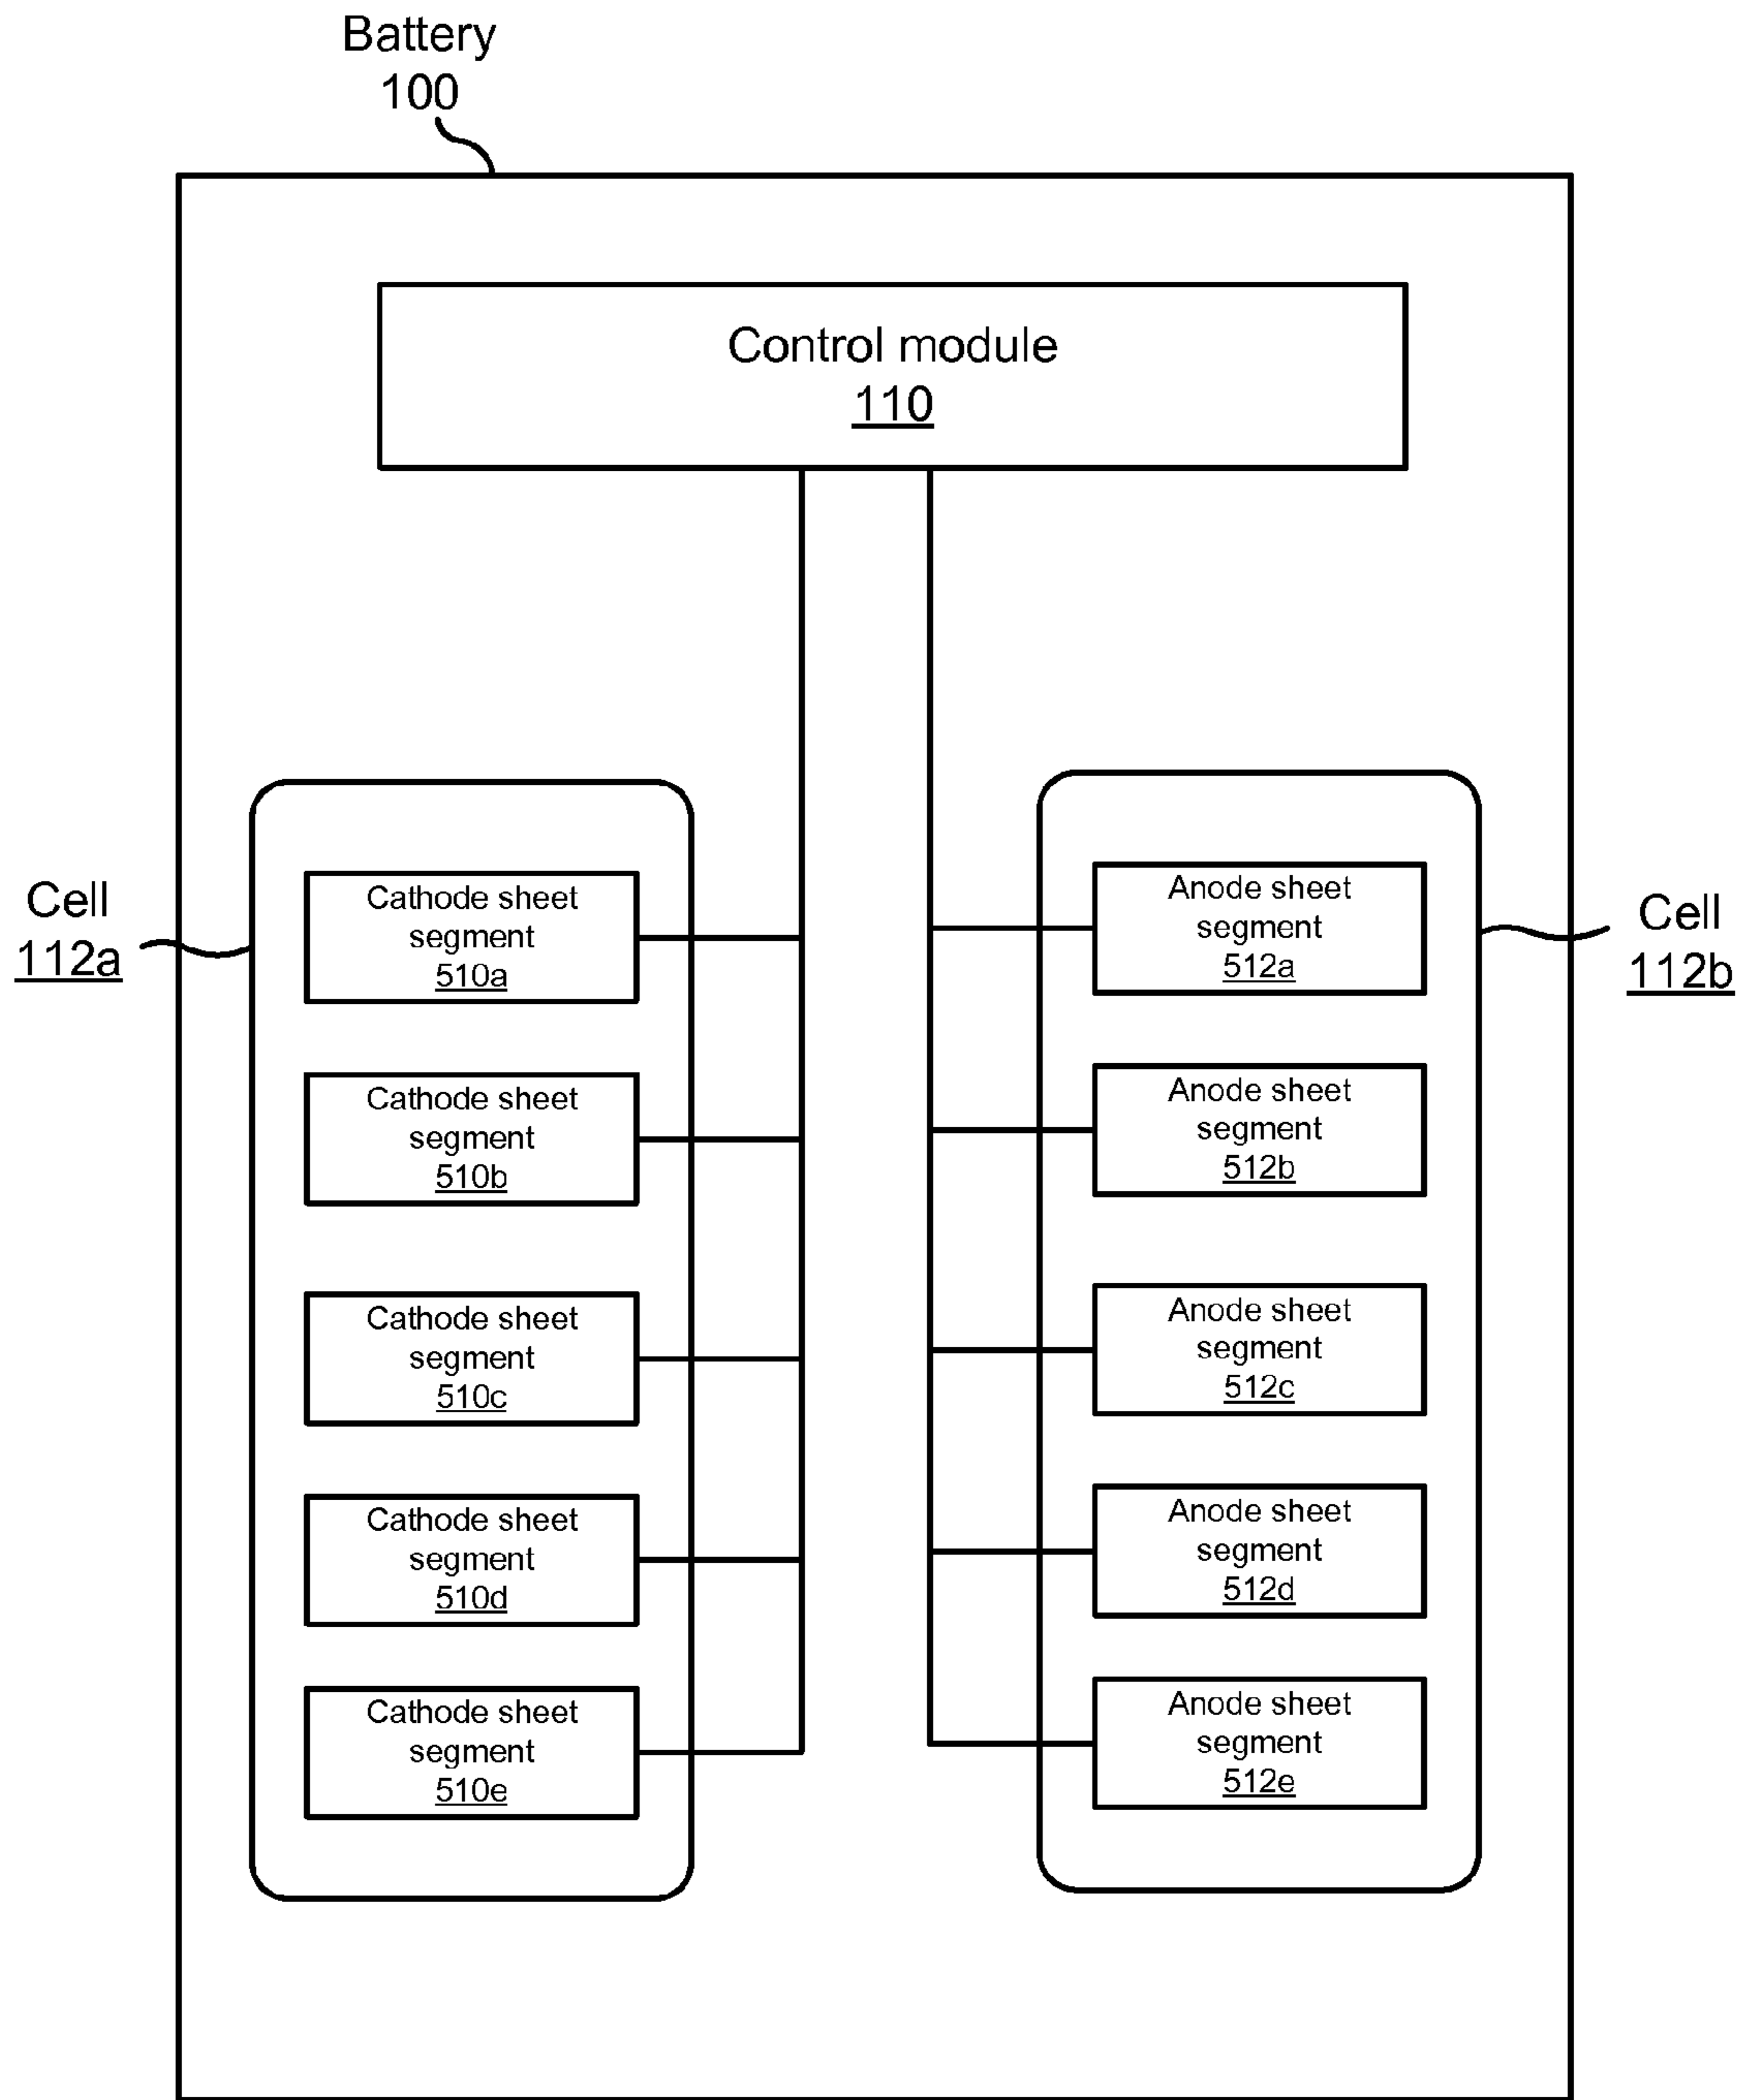 Battery
100
Control module
110
Cell
112a
Cathode sheet
segment
510a
Cathode sheet
segment
510b
Cathode sheet
segment
510c
Cathode sheet
segment
510d
Cathode sheet
segment
510e
Anode sheet
segment
512a
Anode sheet
segment
512b
Anode sheet
segment
512c
Anode sheet
segment
512d
Anode sheet
segment
512e
Cell
112b